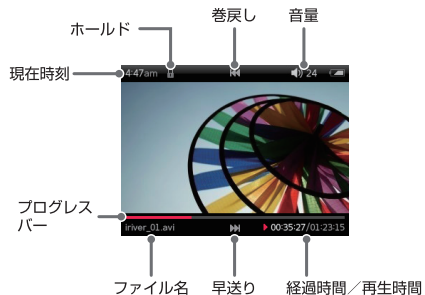 巻戻し
音量
ホールド
現在時刻
4:47am
24
プログレス
バー
iriver_01.avi
00:35:27/01:23:15
ファイル名
早送り
経過時間／再生時間